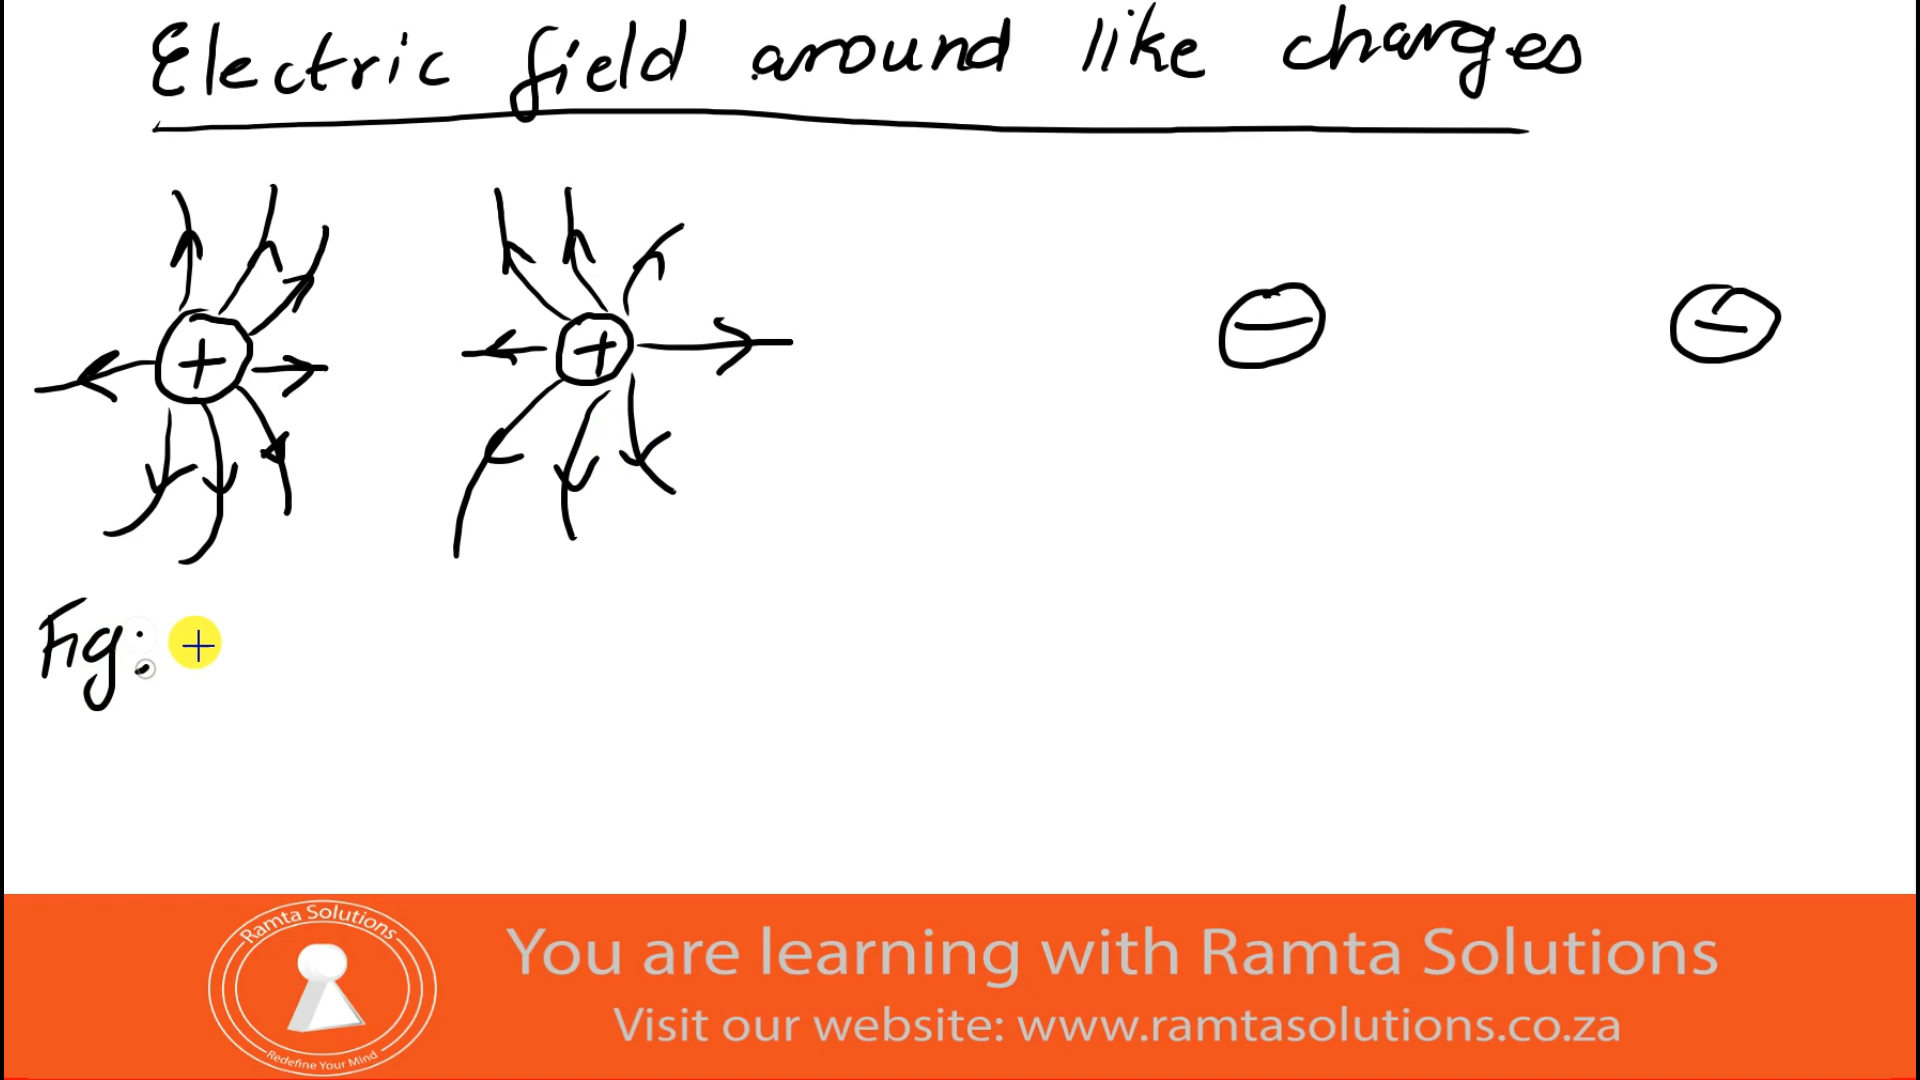 Electric field around like charges
+ + − −
Fig:
Ramta Solutions
Redefine Your Mind
You are learning with Ramta Solutions
Visit our website: www.ramtasolutions.co.za